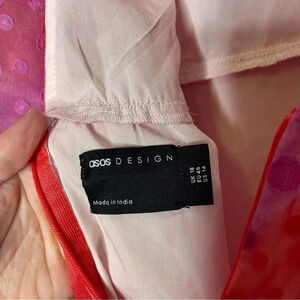 asos DESIGN
Made in India
UK 18
EU 46
US 14